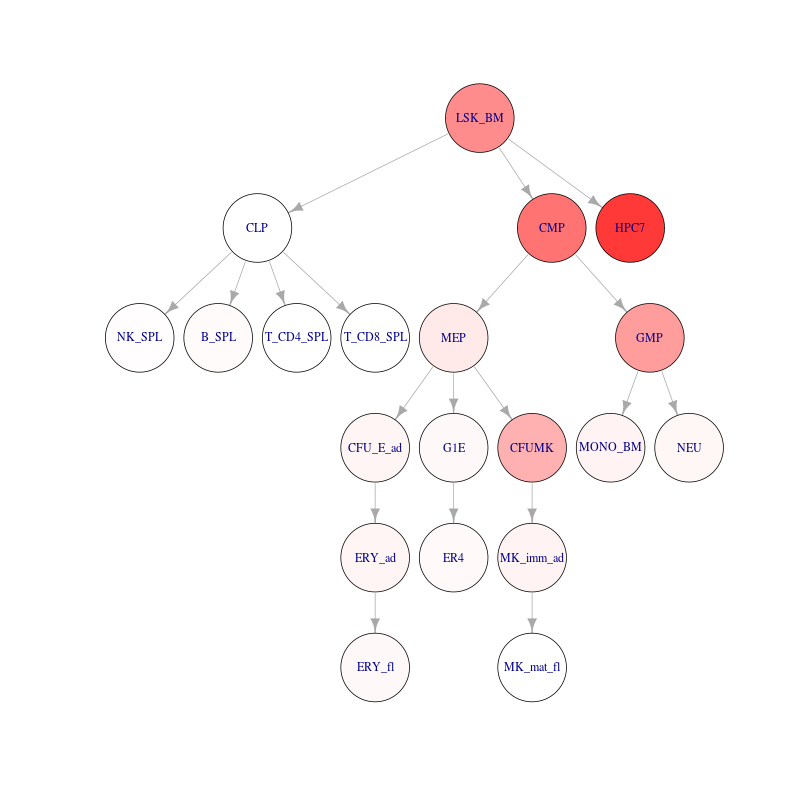 LSK_BM
CLP
CMP
HPC7
NK_SPL
B_SPL
T_CD4_SPL
T_CD8_SPL
MEP
GMP
CFU_E_ad
G1E
CFUMK
MONO_BM
NEU
ERY_ad
ER4
MK_imm_ad
ERY_fl
MK_mat_fl